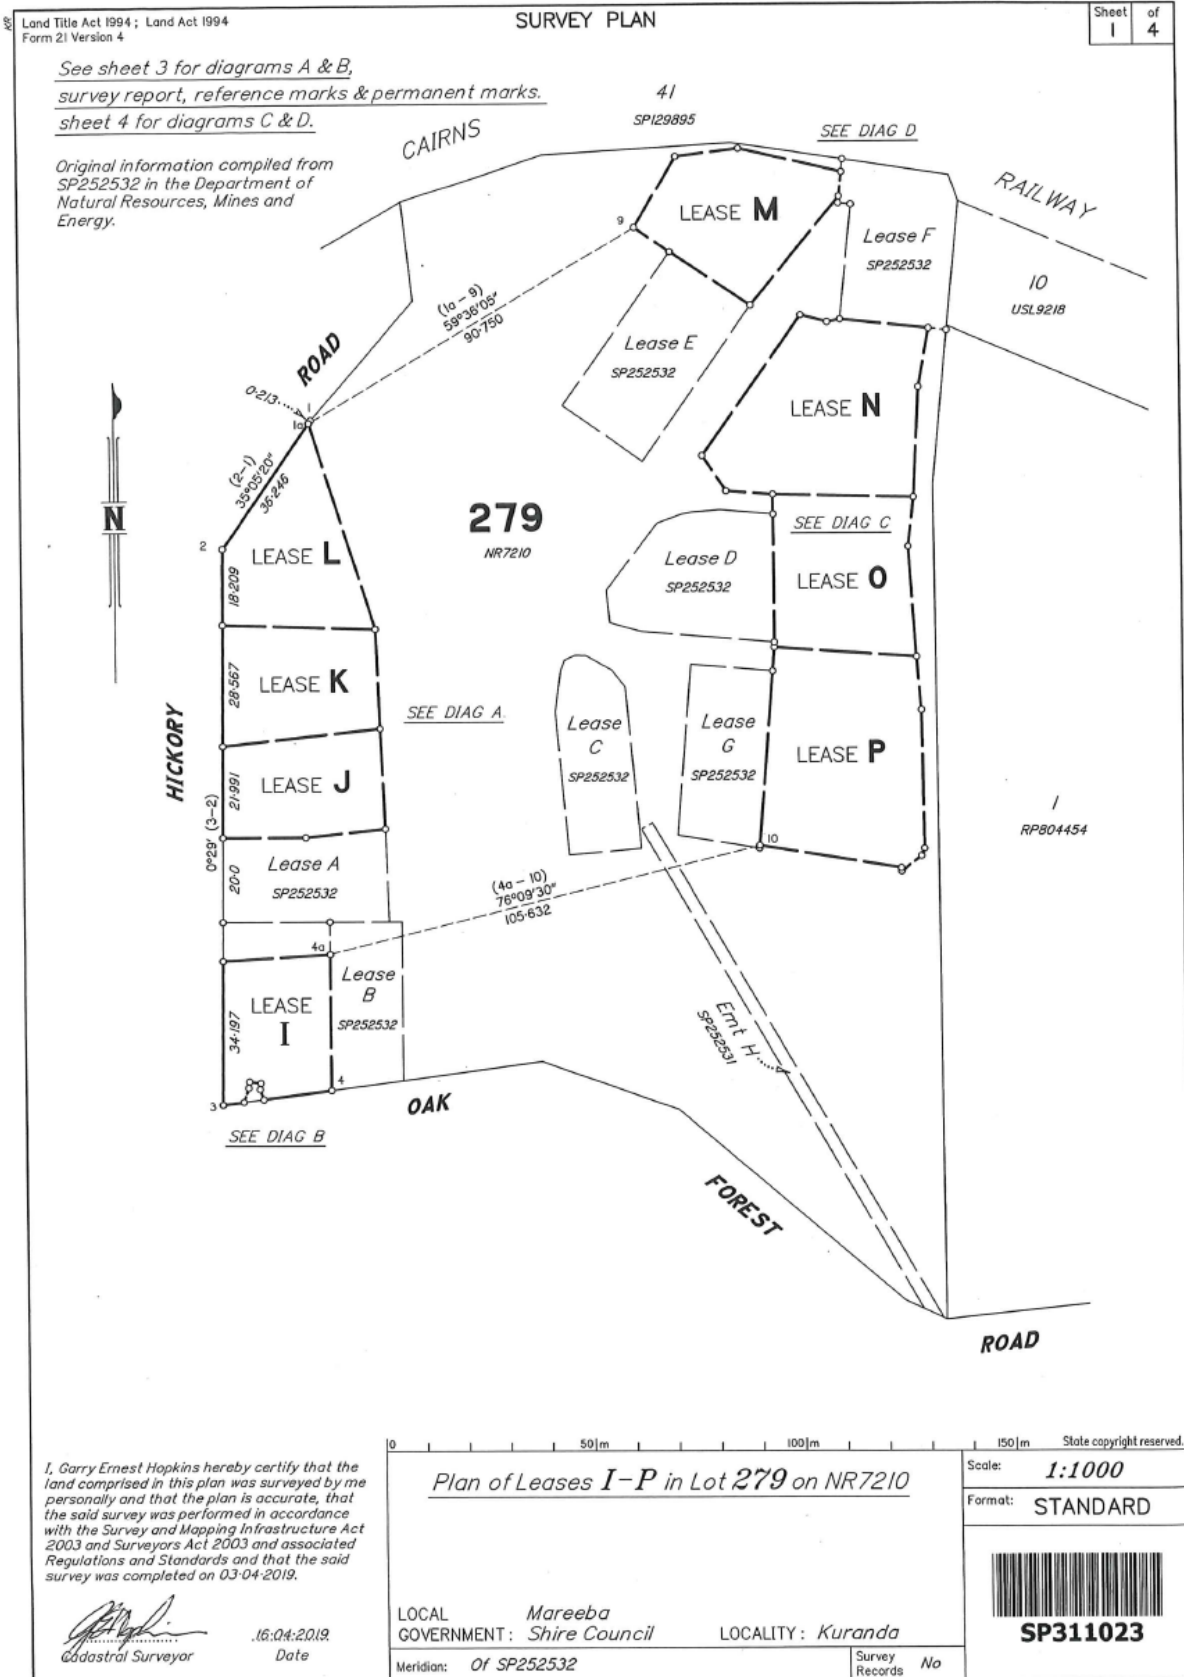 Land Title Act 1994 ; Land Act 1994
Form 21 Version 4
SURVEY PLAN
Sheet
1
of
4
See sheet 3 for diagrams A & B,
survey report, reference marks & permanent marks.
sheet 4 for diagrams C & D.
Original information compiled from
SP252532 in the Department of
Natural Resources, Mines and
Energy.
CAIRNS
41
SP129895
SEE DIAG D
RAILWAY
LEASE M
9
Lease F
SP252532
10
USL9218
(1a - 9)
59°36'05"
90·750
Lease E
SP252532
ROAD
0·213
1
1a
LEASE N
(2-1)
35°05'20"
36·246
N
279
NR7210
SEE DIAG C
2
LEASE L
18·209
Lease D
SP252532
LEASE O
28·567
LEASE K
SEE DIAG A
HICKORY
Lease
C
SP252532
Lease
G
SP252532
LEASE P
21·991
LEASE J
1
RP804454
0°29' (3-2)
10
20·0
Lease A
SP252532
(4a - 10)
76°09'30"
105·632
4a
Lease
B
SP252532
LEASE
I
34·197
Emt H
SP252531
4
3
OAK
SEE DIAG B
FOREST
ROAD
0
50 m
100 m
150 m
State copyright reserved.
I, Garry Ernest Hopkins hereby certify that the
land comprised in this plan was surveyed by me
personally and that the plan is accurate, that
the said survey was performed in accordance
with the Survey and Mapping Infrastructure Act
2003 and Surveyors Act 2003 and associated
Regulations and Standards and that the said
survey was completed on 03·04·2019.
16·04·2019
Cadastral Surveyor
Date
Plan of Leases I-P in Lot 279 on NR7210
Scale: 1:1000
Format: STANDARD
LOCAL
GOVERNMENT : Mareeba
Shire Council
LOCALITY : Kuranda
Meridian: Of SP252532
Survey
Records No
SP311023